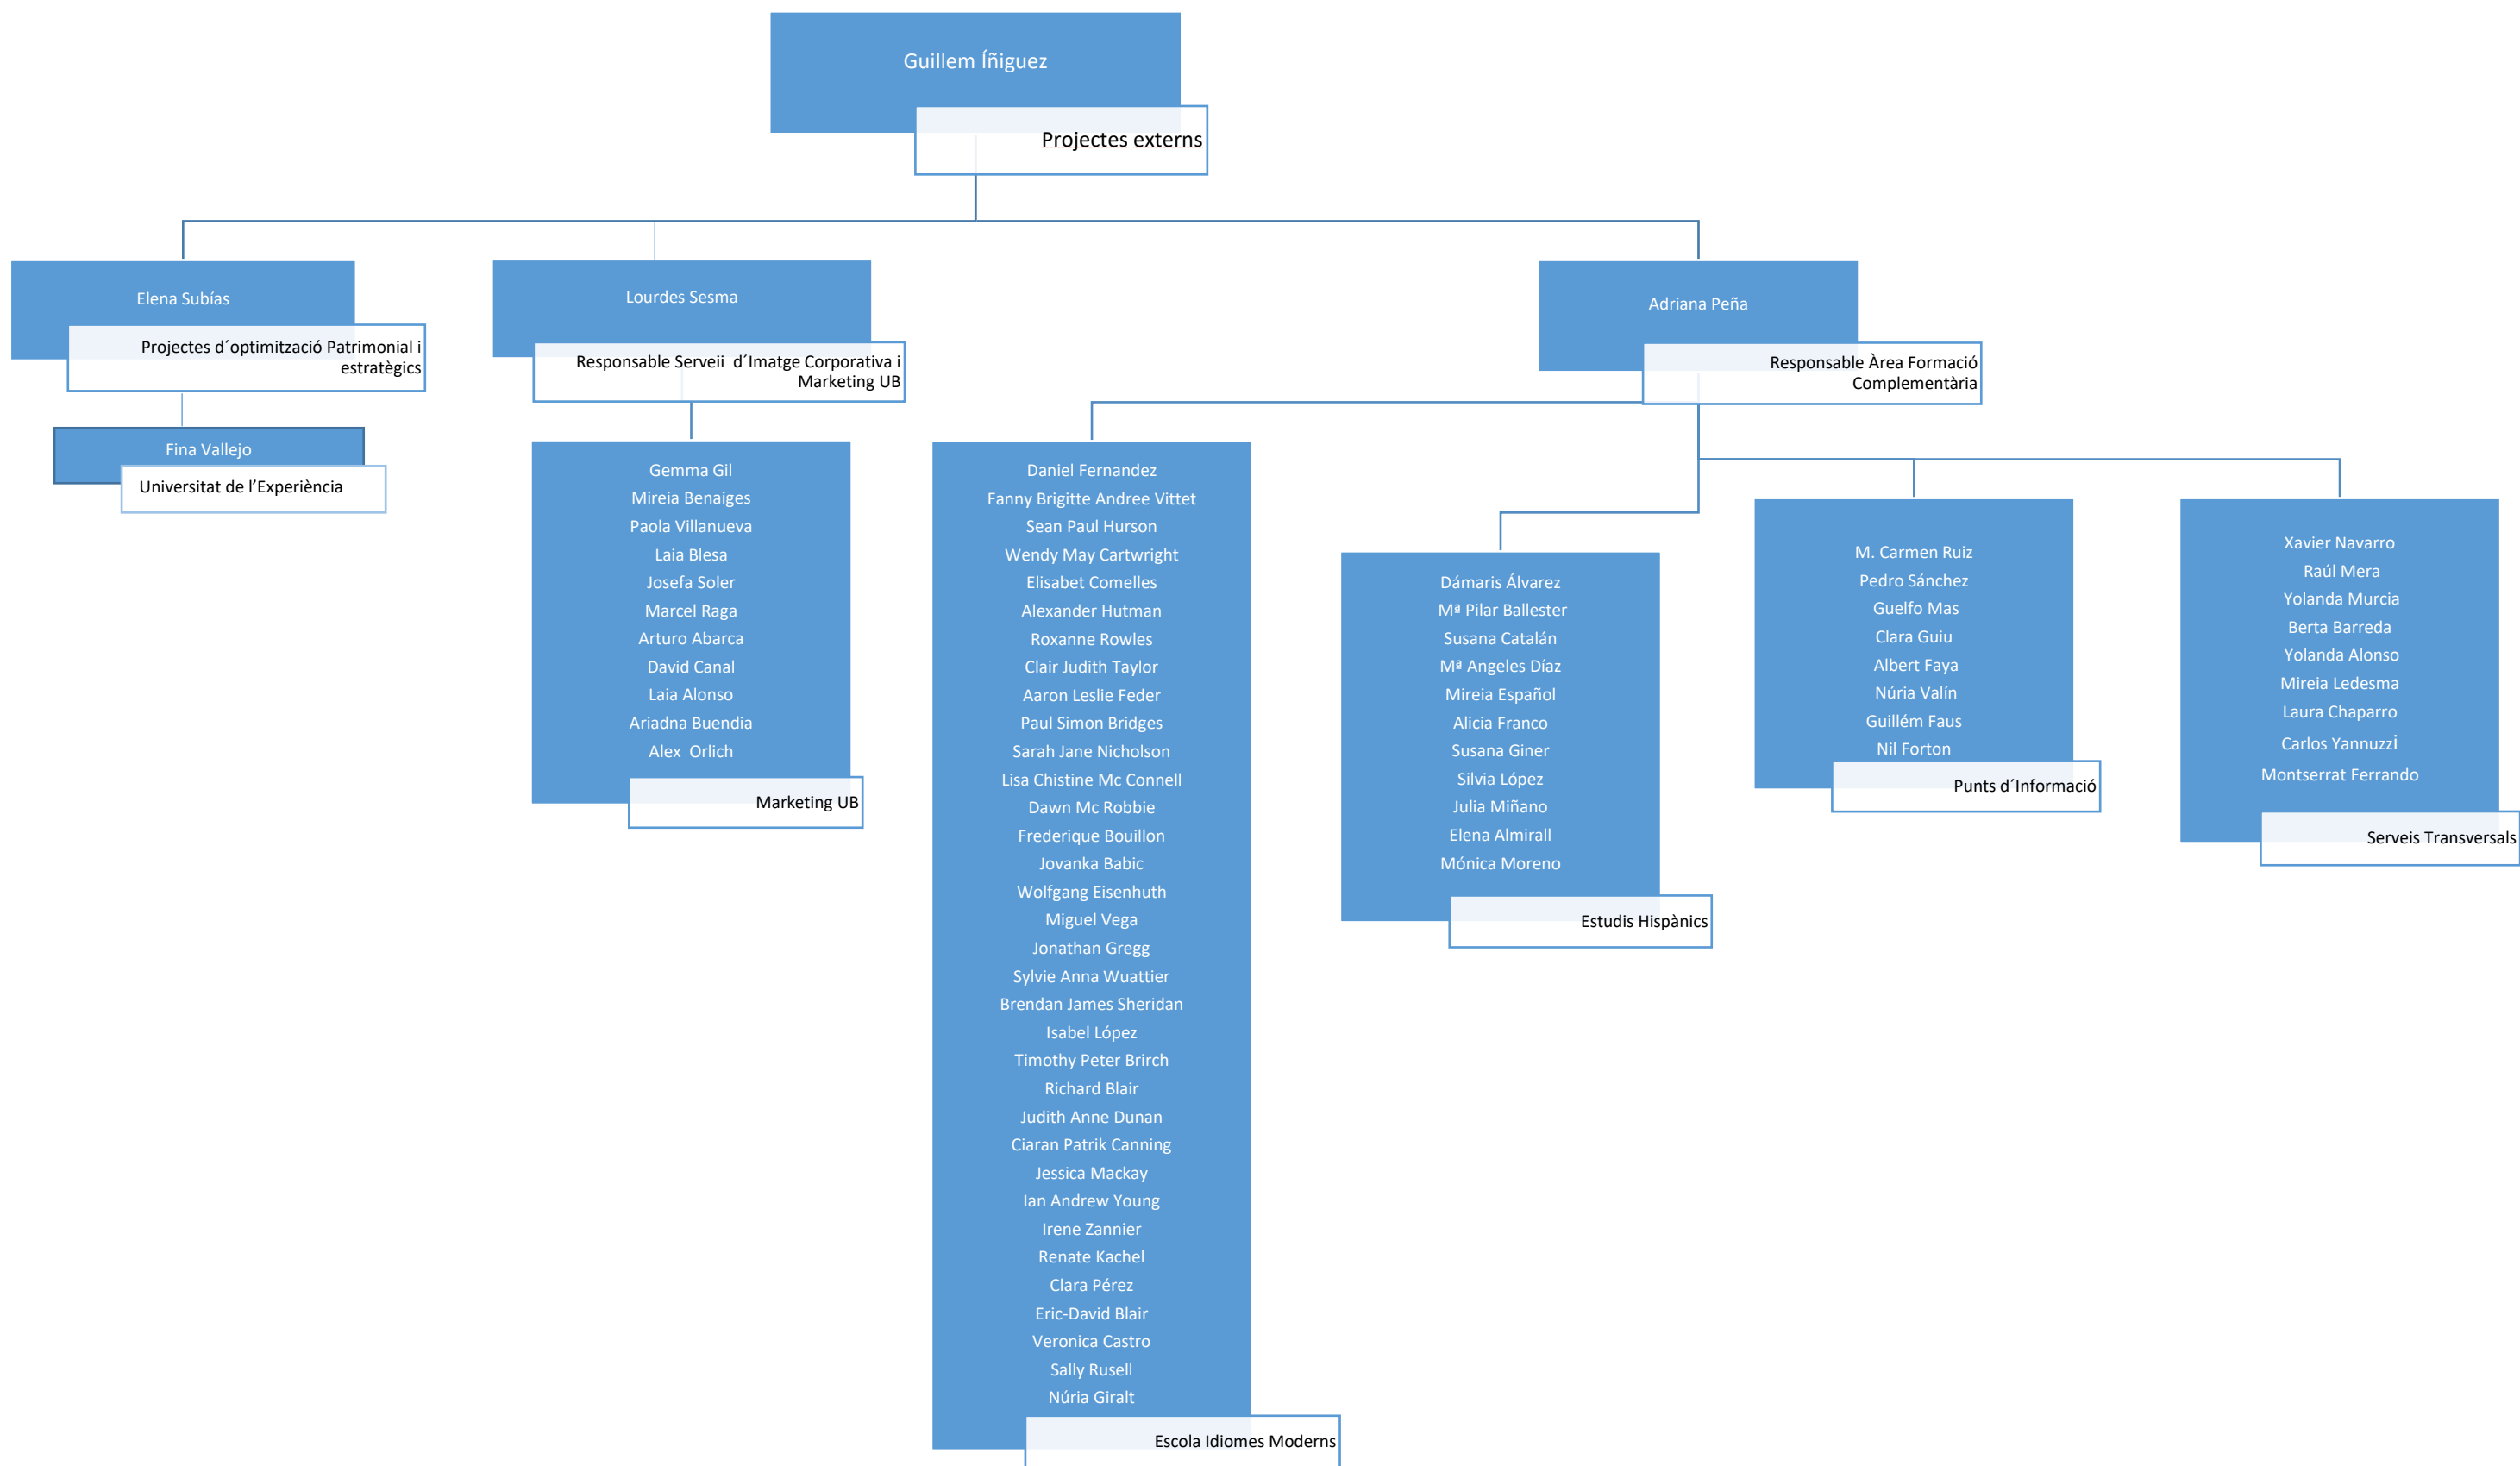 Guillem Íñiguez
Projectes externs
Elena Subías
Projectes d´optimització Patrimonial i
estratègics
Fina Vallejo
Universitat de l’Experiència
Lourdes Sesma
Responsable Serveii d´Imatge Corporativa i
Marketing UB
Gemma Gil
Mireia Benaiges
Paola Villanueva
Laia Blesa
Josefa Soler
Marcel Raga
Arturo Abarca
David Canal
Laia Alonso
Ariadna Buendia
Alex Orlich
Marketing UB
Adriana Peña
Responsable Àrea Formació
Complementària
Daniel Fernandez
Fanny Brigitte Andree Vittet
Sean Paul Hurson
Wendy May Cartwright
Elisabet Comelles
Alexander Hutman
Roxanne Rowles
Clair Judith Taylor
Aaron Leslie Feder
Paul Simon Bridges
Sarah Jane Nicholson
Lisa Chistine Mc Connell
Dawn Mc Robbie
Frederique Bouillon
Jovanka Babic
Wolfgang Eisenhuth
Miguel Vega
Jonathan Gregg
Sylvie Anna Wuattier
Brendan James Sheridan
Isabel López
Timothy Peter Brirch
Richard Blair
Judith Anne Dunan
Ciaran Patrik Canning
Jessica Mackay
Ian Andrew Young
Irene Zannier
Renate Kachel
Clara Pérez
Eric-David Blair
Veronica Castro
Sally Rusell
Núria Giralt
Escola Idiomes Moderns
Dámaris Álvarez
Mª Pilar Ballester
Susana Catalán
Mª Angeles Díaz
Mireia Español
Alicia Franco
Susana Giner
Silvia López
Julia Miñano
Elena Almirall
Mónica Moreno
Estudis Hispànics
M. Carmen Ruiz
Pedro Sánchez
Guelfo Mas
Clara Guiu
Albert Faya
Núria Valín
Guillém Faus
Nil Forton
Punts d´Informació
Xavier Navarro
Raúl Mera
Yolanda Murcia
Berta Barreda
Yolanda Alonso
Mireia Ledesma
Laura Chaparro
Carlos Yannuzzi
Montserrat Ferrando
Serveis Transversals